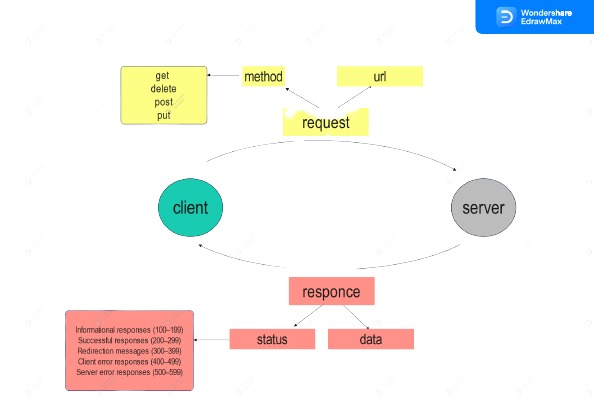 Wondershare
EdrawMax
get
delete
post
put
method
url
request
client
server
responce
status
data
Informational responses (100–199)
Successful responses (200–299)
Redirection messages (300–399)
Client error responses (400–499)
Server error responses (500–599)